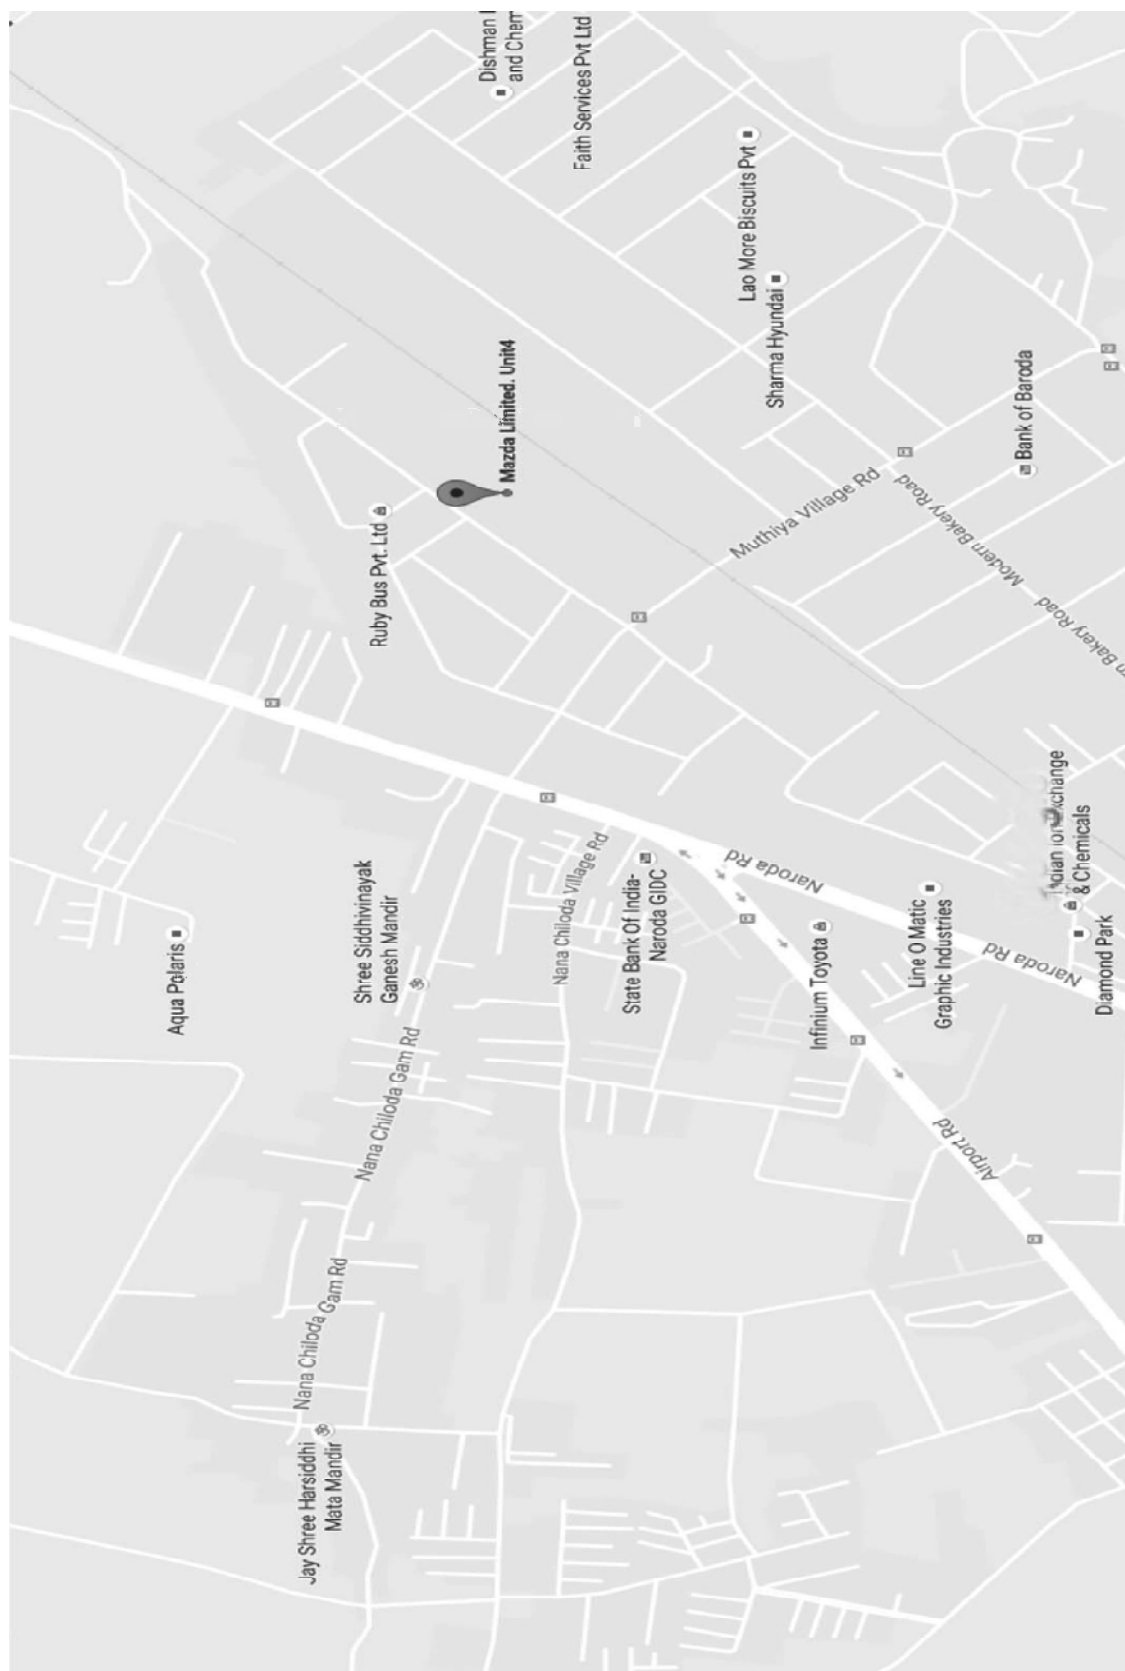 Dishman
and Chem
Faith Services Pvt Ltd
Lao More Biscuits Pvt
Sharma Hyundai
Bank of Baroda
Mazda Limited. Unit4
Ruby Bus Pvt. Ltd
Muthiya Village Rd
Modern Bakery Road
Bakery Road
Aqua Polaris
Shree Siddhivinayak
Ganesh Mandir
Nana Chiloda Village Rd
State Bank Of India-
Naroda GIDC
Naroda Rd
Naroda Rd
Indian Ion Exchange
& Chemicals
Diamond Park
Line O Matic
Graphic Industries
Infinium Toyota
Airport Rd
Nana Chiloda Gam Rd
Nana Chiloda Gam Rd
Jay Shree Harsiddhi
Mata Mandir